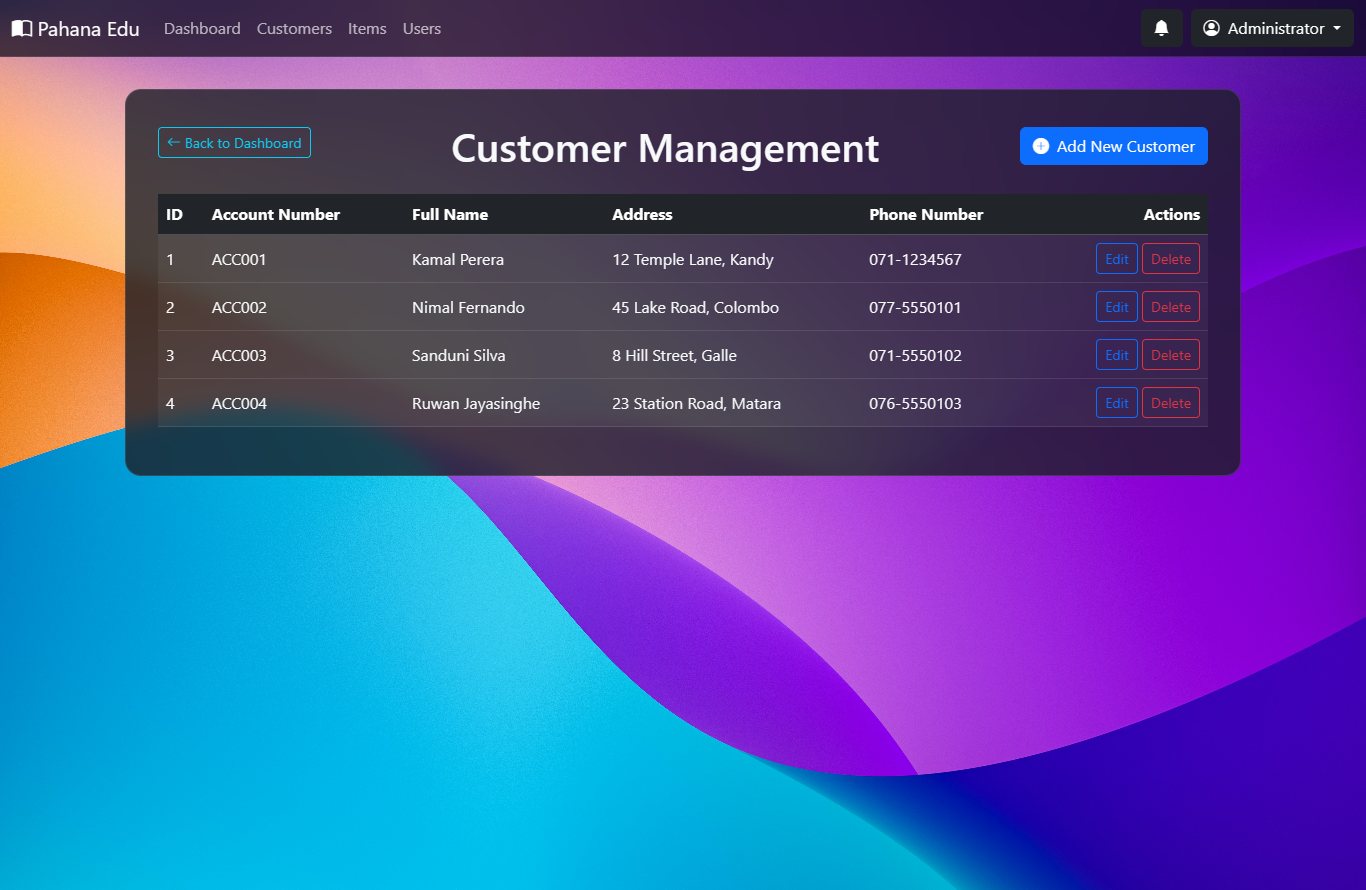 Pahana Edu Dashboard Customers Items Users Administrator
Back to Dashboard Customer Management Add New Customer
ID Account Number Full Name Address Phone Number Actions
1 ACC001 Kamal Perera 12 Temple Lane, Kandy 071-1234567 Edit Delete
2 ACC002 Nimal Fernando 45 Lake Road, Colombo 077-5550101 Edit Delete
3 ACC003 Sanduni Silva 8 Hill Street, Galle 071-5550102 Edit Delete
4 ACC004 Ruwan Jayasinghe 23 Station Road, Matara 076-5550103 Edit Delete